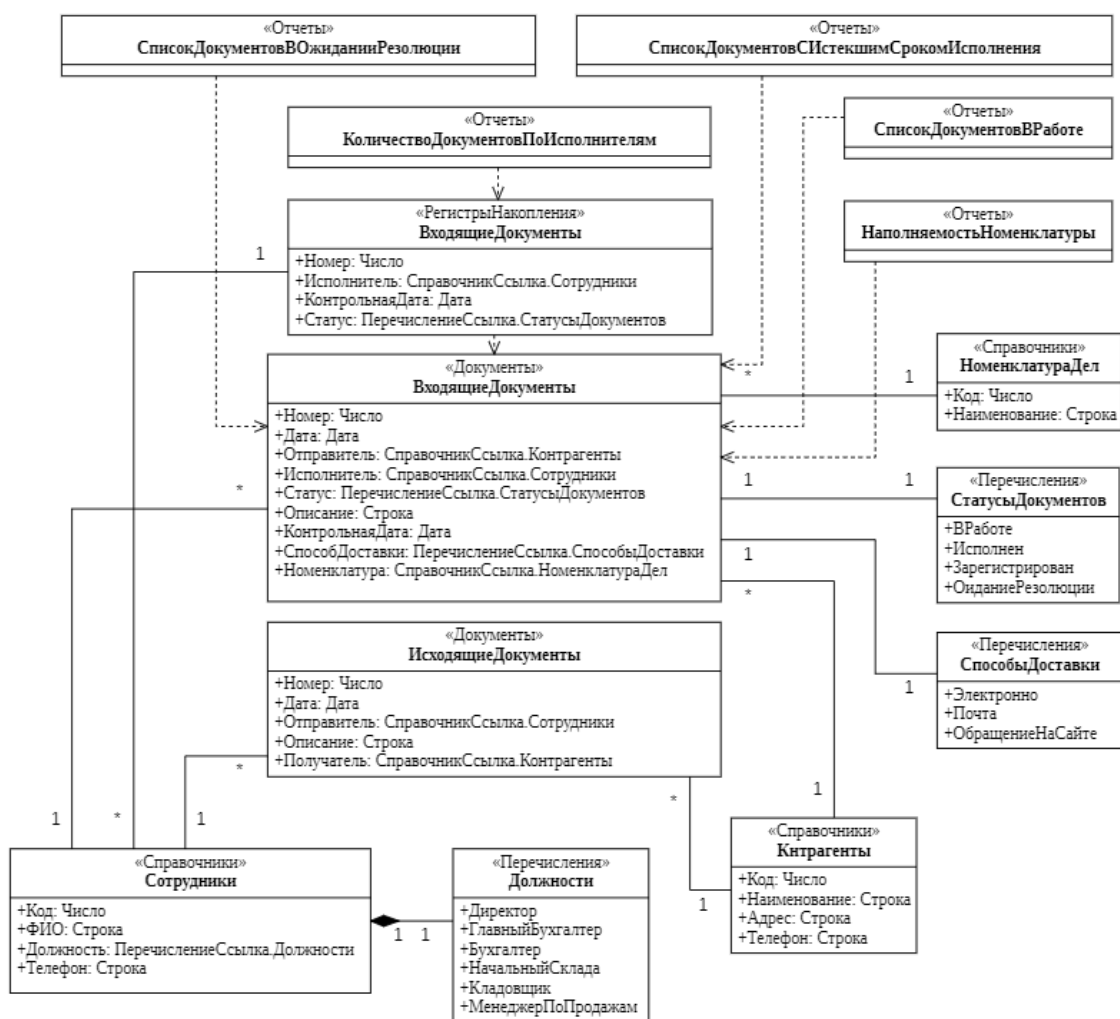 «Отчеты»
СписокДокументовВОжиданииРезолюции
«Отчеты»
СписокДокументовСИстекшимСрокомИсполнения
«Отчеты»
КоличествоДокументовПоИсполнителям
«Отчеты»
СписокДокументовВРаботе
«РегистрыНакопления»
ВходящиеДокументы
+Номер: Число
+Исполнитель: СправочникСсылка.Сотрудники
+КонтрольнаяДата: Дата
+Статус: ПеречислениеСсылка.СтатусыДокументов
1
«Отчеты»
НаполняемостьНоменклатуры
«Документы»
ВходящиеДокументы
+Номер: Число
+Дата: Дата
+Отправитель: СправочникСсылка.Контрагенты
+Исполнитель: СправочникСсылка.Сотрудники
+Статус: ПеречислениеСсылка.СтатусыДокументов
+Описание: Строка
+КонтрольнаяДата: Дата
+СпособДоставки: ПеречислениеСсылка.СпособыДоставки
+Номенклатура: СправочникСсылка.НоменклатураДел
*
1
«Справочники»
НоменклатураДел
+Код: Число
+Наименование: Строка
*
1
1
«Перечисления»
СтатусыДокументов
+ВРаботе
+Исполнен
+Зарегистрирован
+ОиданиеРезолюции
1
*
«Документы»
ИсходящиеДокументы
+Номер: Число
+Дата: Дата
+Отправитель: СправочникСсылка.Сотрудники
+Описание: Строка
+Получатель: СправочникСсылка.Контрагенты
1
«Перечисления»
СпособыДоставки
+Электронно
+Почта
+ОбращениеНаСайте
*
*
1
*
1
1
«Справочники»
Сотрудники
+Код: Число
+ФИО: Строка
+Должность: ПеречислениеСсылка.Должности
+Телефон: Строка
1
1
«Перечисления»
Должности
+Директор
+ГлавныйБухгалтер
+Бухгалтер
+НачальныйСклада
+Кладовщик
+МенеджерПоПродажам
1
«Справочники»
Кнтрагенты
+Код: Число
+Наименование: Строка
+Адрес: Строка
+Телефон: Строка